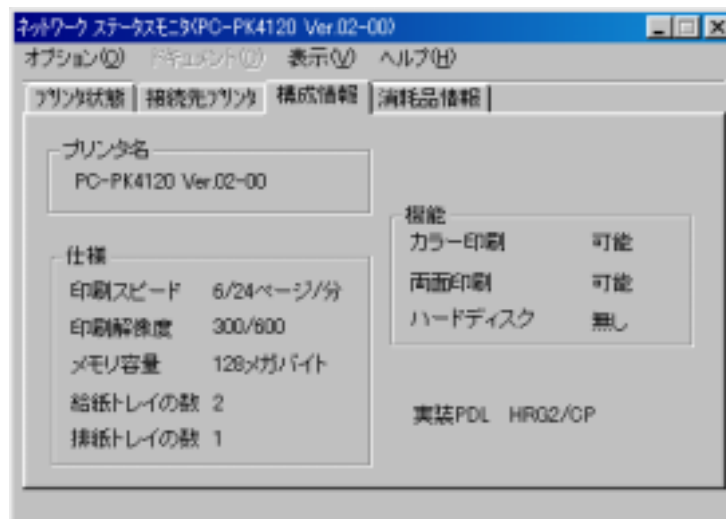 ネットワーク ステータスモニタ(PC-PK4120 Ver.02-00)
オプション(O) ドキュメント(D) 表示(V) ヘルプ(H)
プリンタ状態 接続先プリンタ 構成情報 消耗品情報
プリンタ名
PC-PK4120 Ver.02-00
仕様
印刷スピード 6/24ページ/分
印刷解像度 300/600
メモリ容量 128メガバイト
給紙トレイの数 2
排紙トレイの数 1
機能
カラー印刷 可能
両面印刷 可能
ハードディスク 無し
実装PDL HRG2/CP